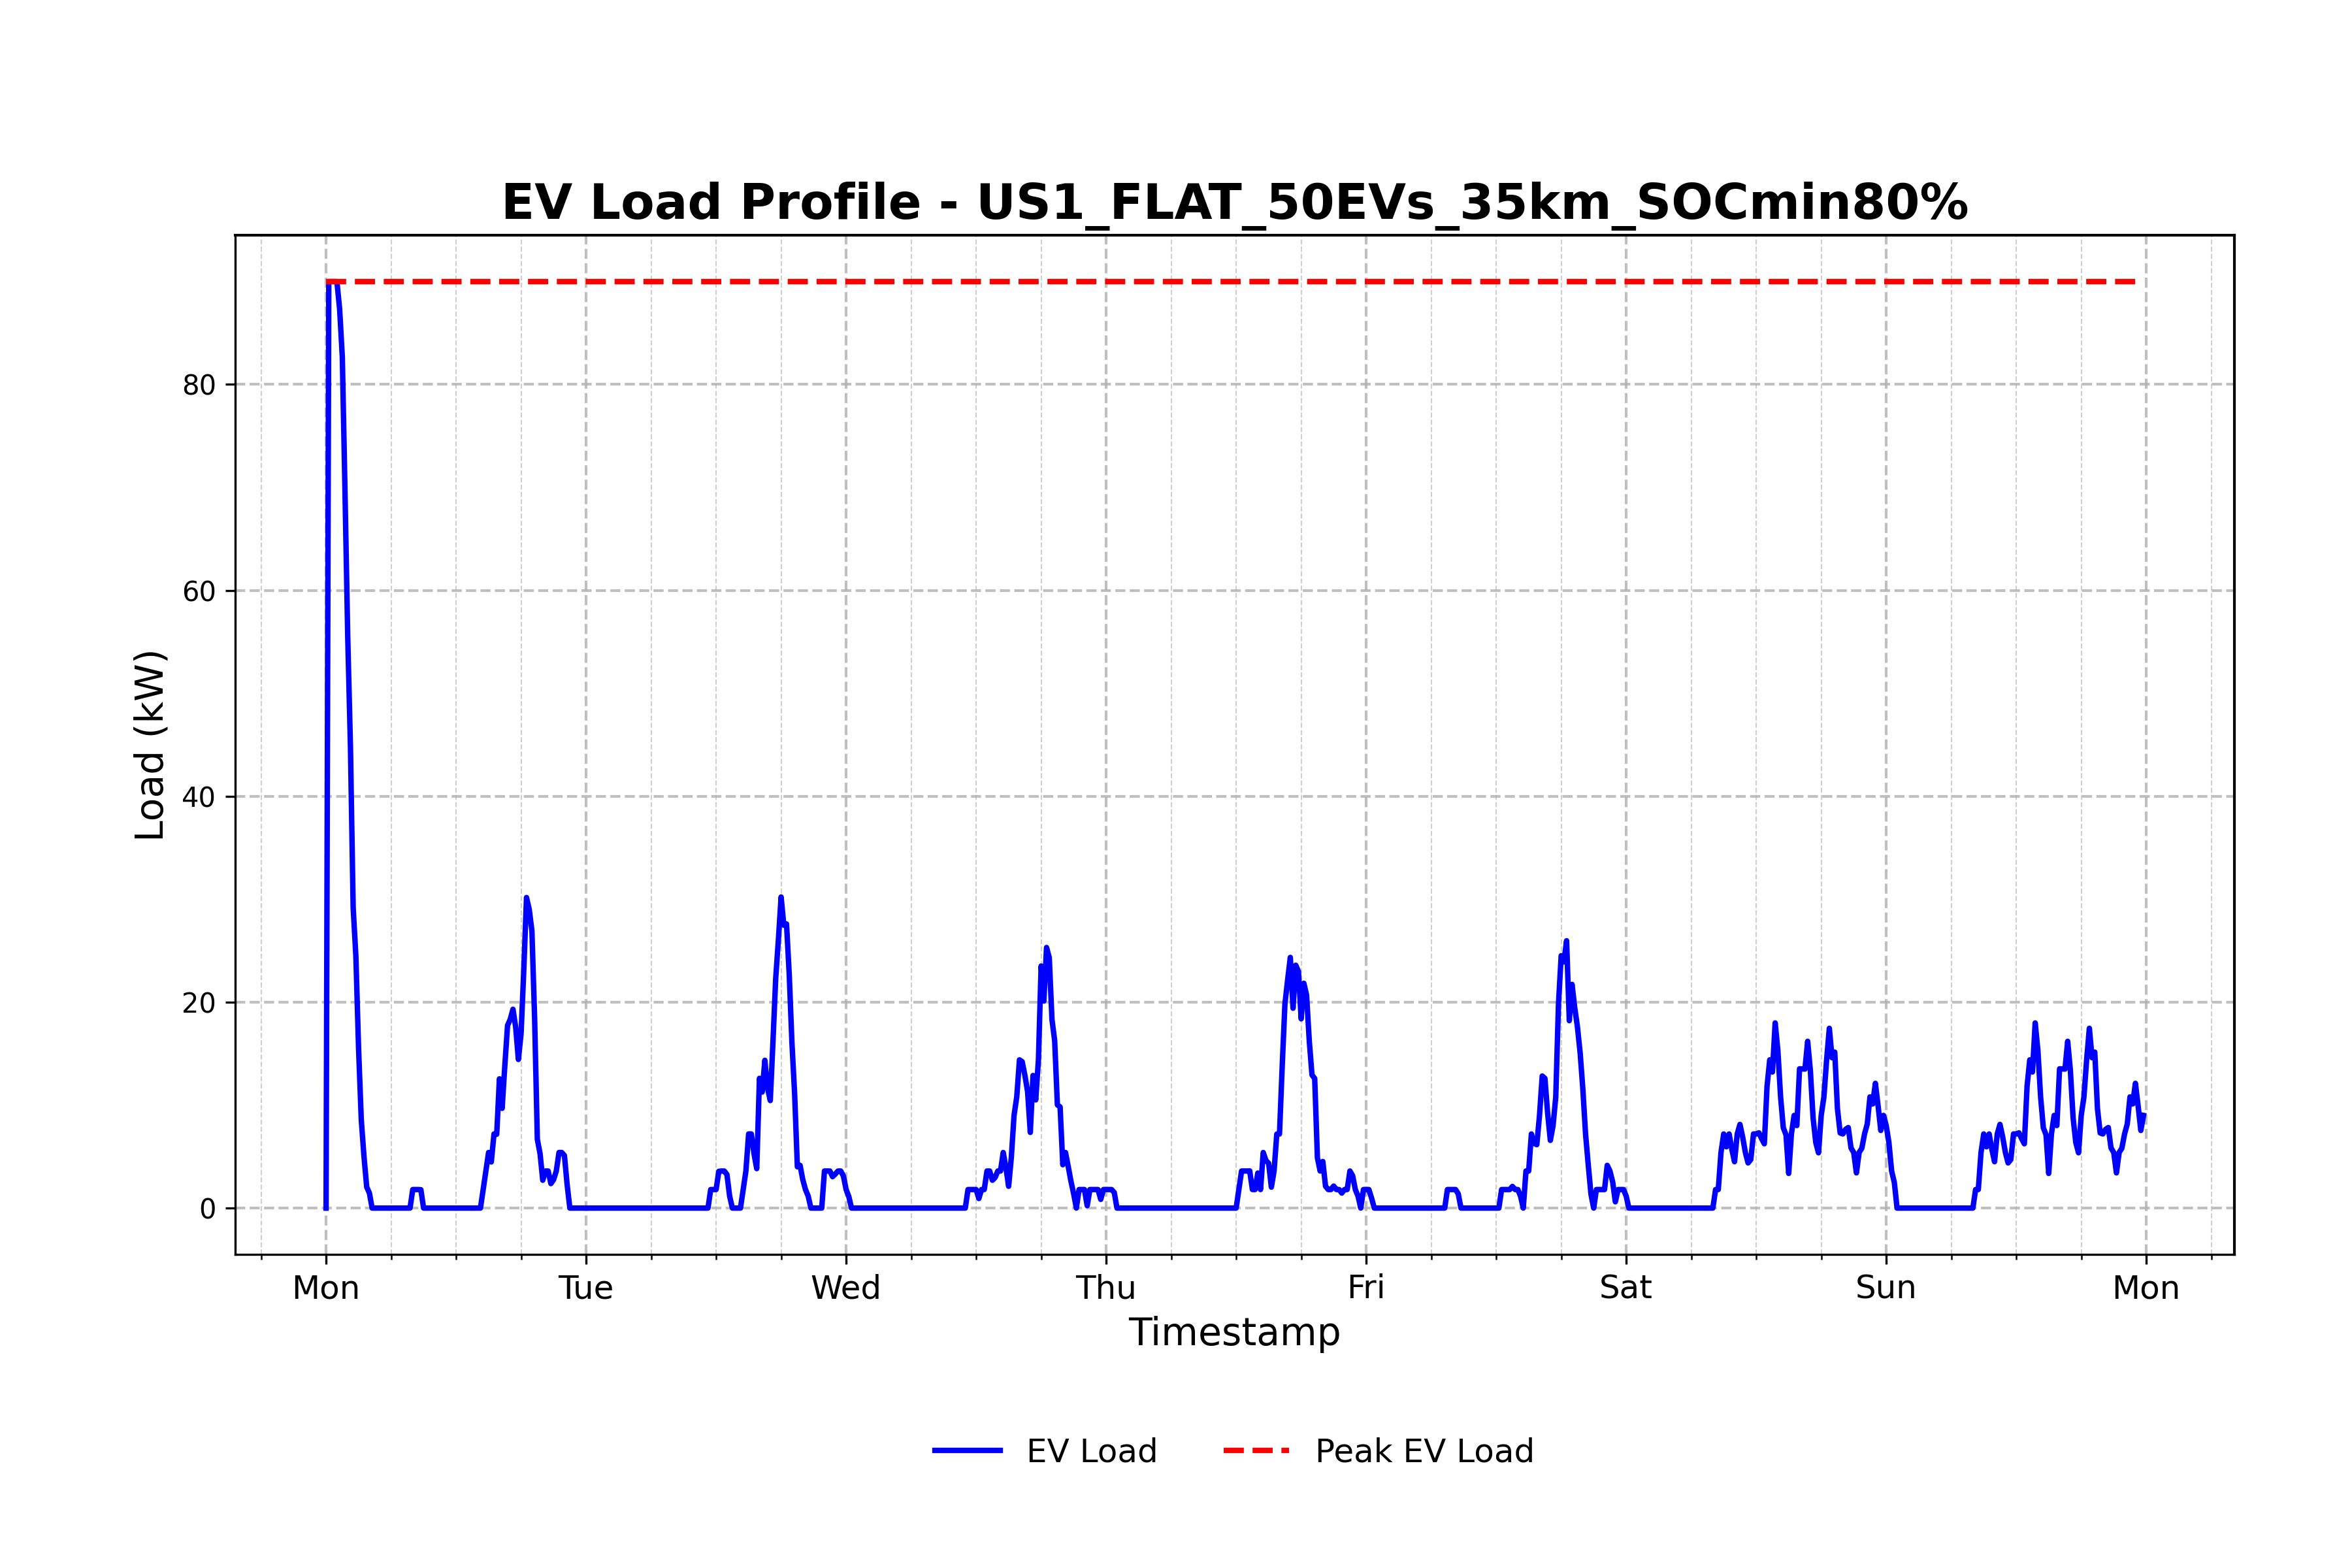 EV Load Profile - US1_FLAT_50EVs_35km_SOCmin80%
Load (kW)
80
60
40
20
0
Mon Tue Wed Thu Fri Sat Sun Mon
Timestamp
EV Load Peak EV Load